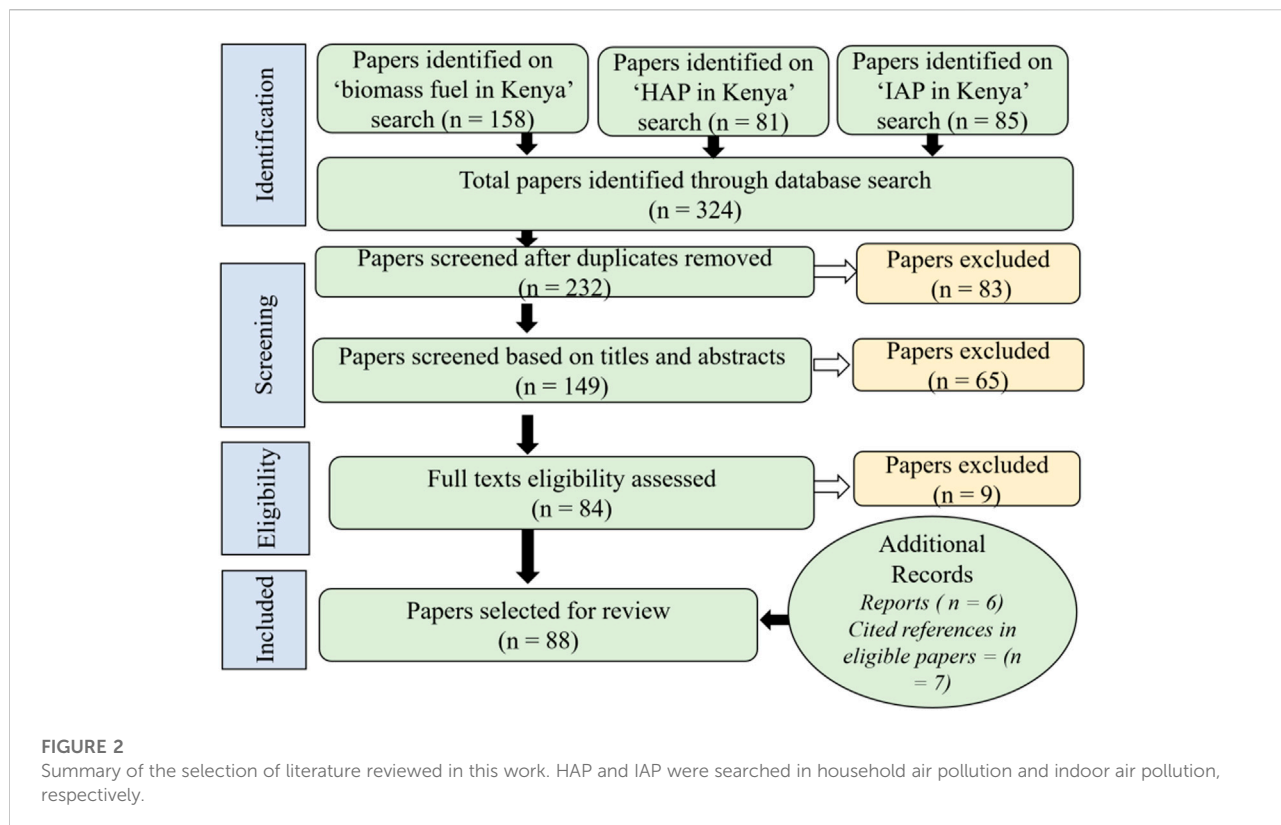 Identification
Papers identified on
‘biomass fuel in Kenya’
search (n = 158)
Papers identified on
‘HAP in Kenya’
search (n = 81)
Papers identified on
‘IAP in Kenya’
search (n = 85)
Total papers identified through database search
(n = 324)
Screening
Papers screened after duplicates removed
(n = 232)
Papers excluded
(n = 83)
Papers screened based on titles and abstracts
(n = 149)
Papers excluded
(n = 65)
Eligibility
Full texts eligibility assessed
(n = 84)
Papers excluded
(n = 9)
Included
Papers selected for review
(n = 88)
Additional
Records
Reports ( n = 6)
Cited references in
eligible papers = (n
= 7)
FIGURE 2
Summary of the selection of literature reviewed in this work. HAP and IAP were searched in household air pollution and indoor air pollution,
respectively.